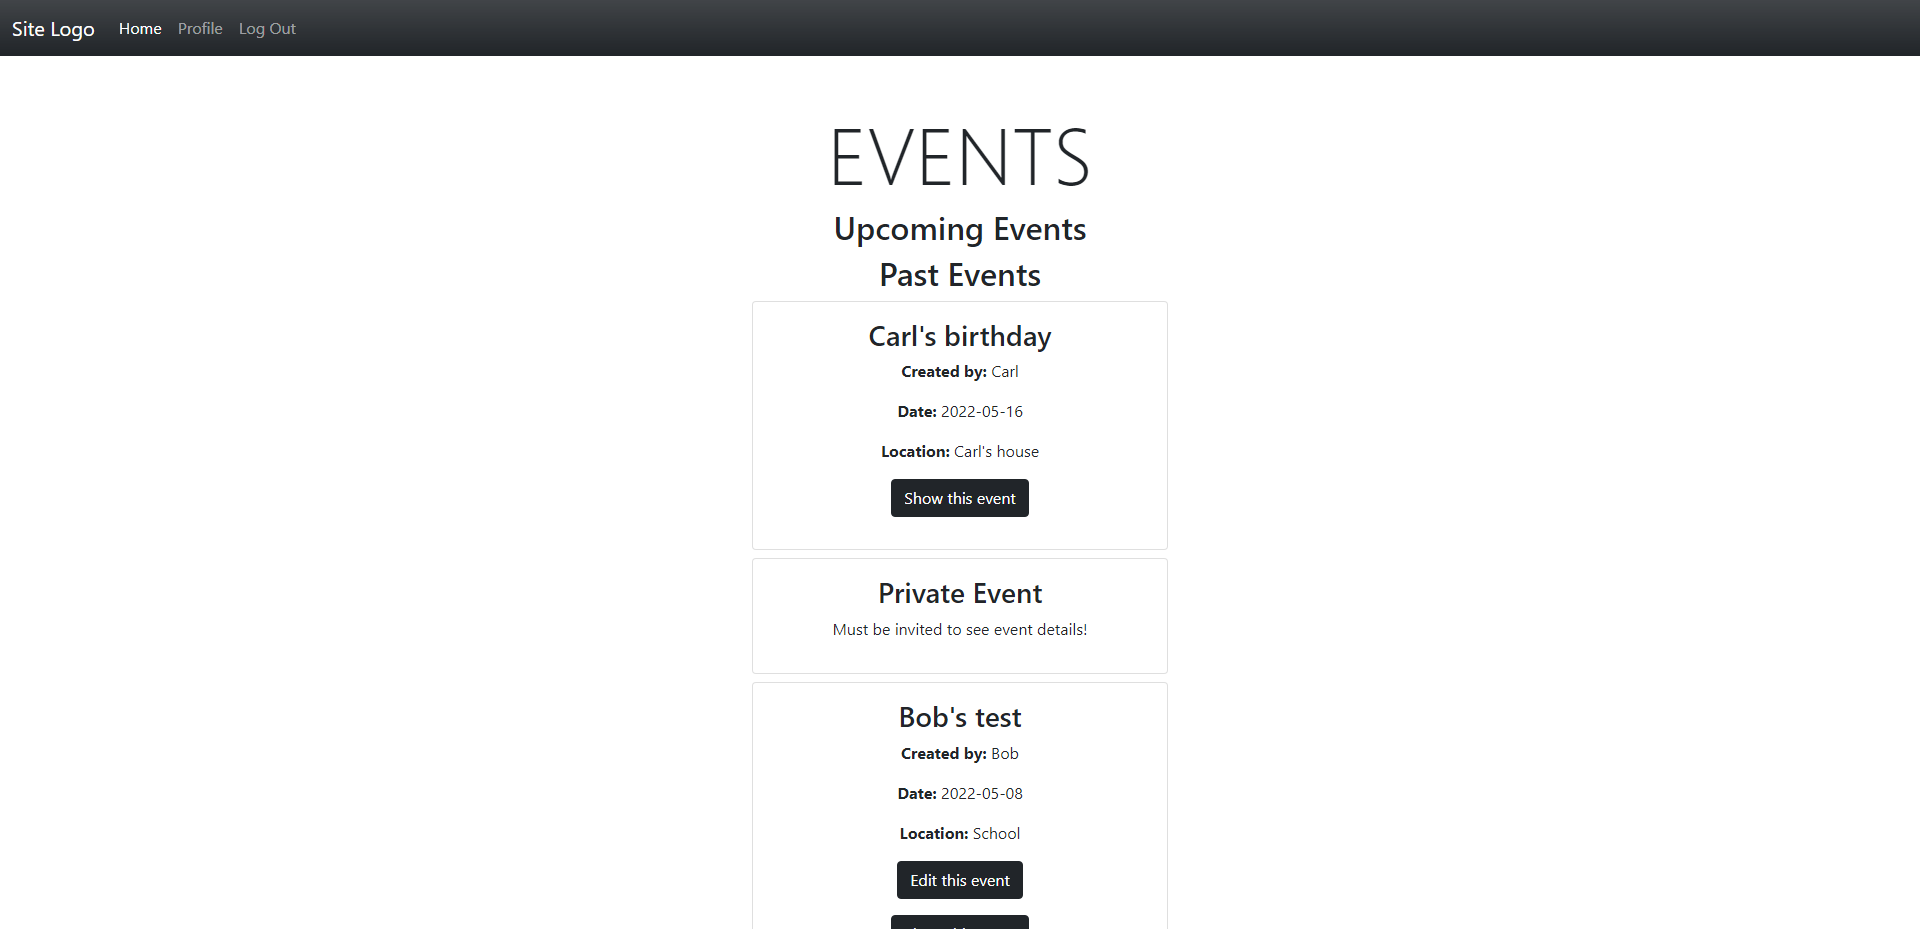 Site Logo Home Profile Log Out
EVENTS
Upcoming Events
Past Events
Carl's birthday
Created by: Carl
Date: 2022-05-16
Location: Carl's house
Show this event
Private Event
Must be invited to see event details!
Bob's test
Created by: Bob
Date: 2022-05-08
Location: School
Edit this event